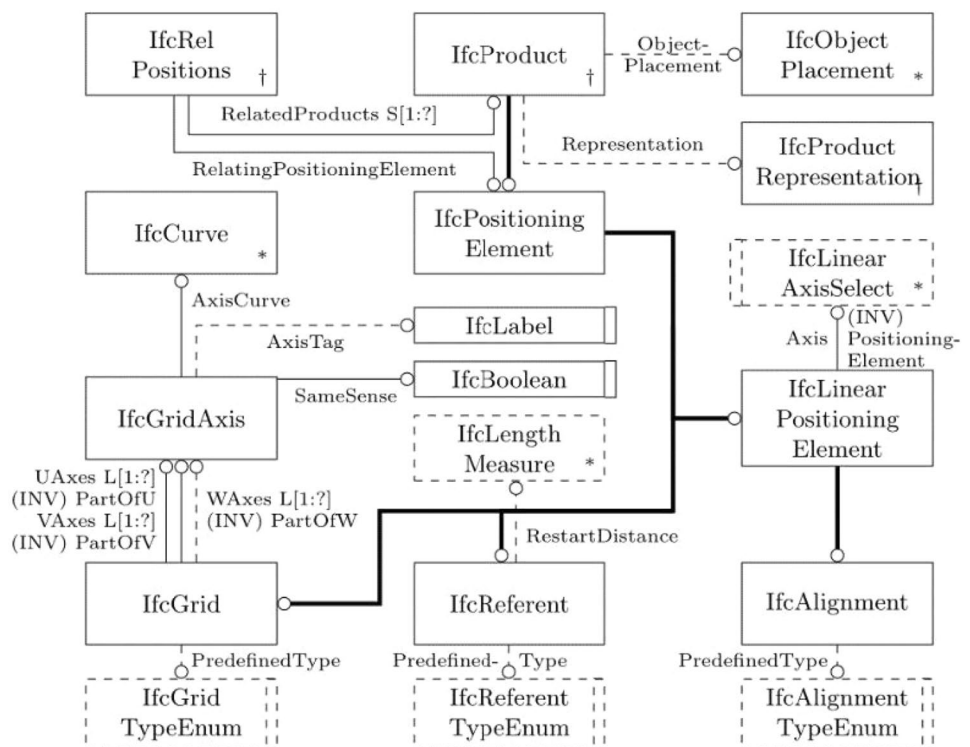 IfcRel
Positions
†
IfcProduct
†
Object-
Placement
IfcObject
Placement
*
RelatedProducts S[1:?]
RelatingPositioningElement
Representation
IfcProduct
Representation
†
IfcCurve
*
IfcPositioning
Element
IfcLinear
AxisSelect
*
AxisCurve
AxisTag
IfcLabel
Axis
(INV)
Positioning-
Element
IfcBoolean
SameSense
IfcGridAxis
IfcLength
Measure
*
IfcLinear
Positioning
Element
UAxes L[1:?]
(INV) PartOfU
VAxes L[1:?]
(INV) PartOfV
WAxes L[1:?]
(INV) PartOfW
RestartDistance
IfcGrid
IfcReferent
IfcAlignment
PredefinedType
Predefined-
Type
PredefinedType
IfcGrid
TypeEnum
IfcReferent
TypeEnum
IfcAlignment
TypeEnum